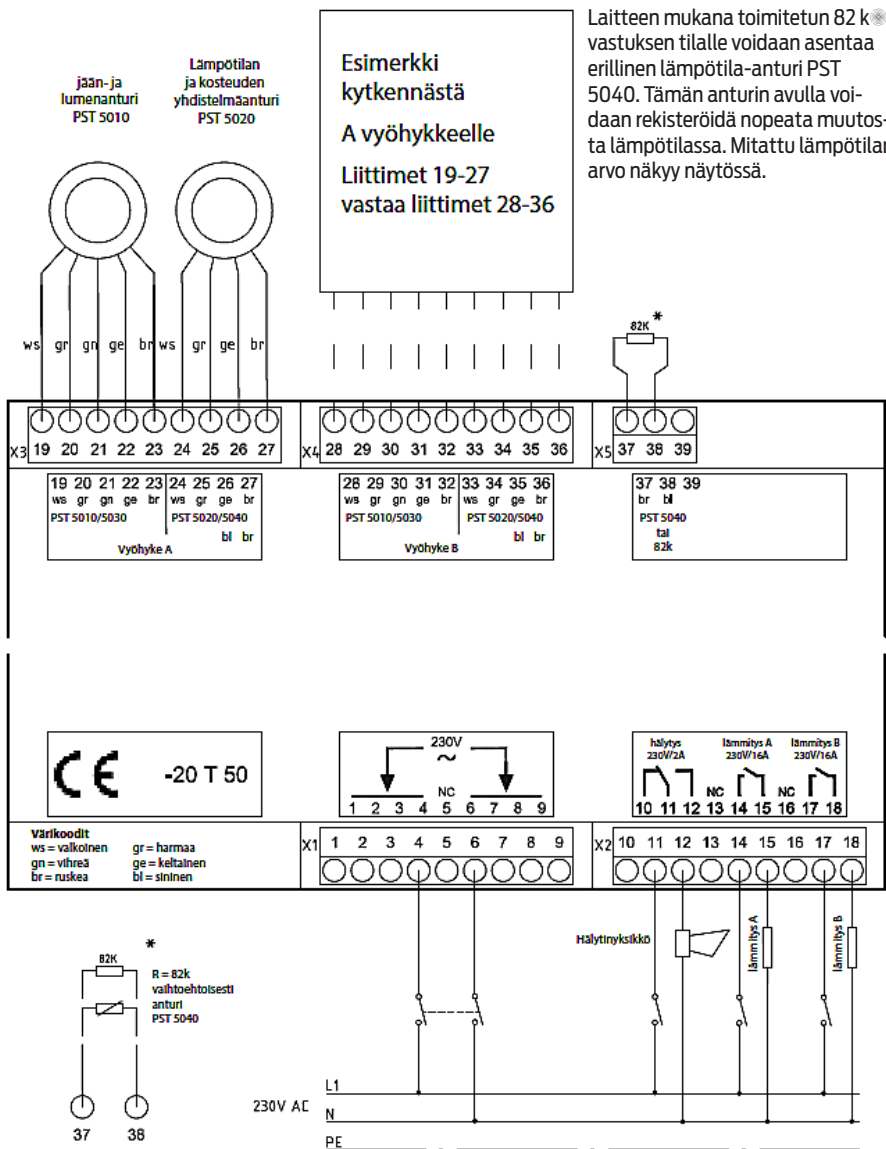 Laitteen mukana toimitetun 82 k
vastuksen tilalle voidaan asentaa
erillinen lämpötila-anturi PST
5040. Tämän anturin avulla voi-
daan rekisteröidä nopeata muutos-
ta lämpötilassa. Mitattu lämpötilan
arvo näkyy näytössä.
jään- ja
lumenanturi
PST 5010
Lämpötilan
ja kosteuden
yhdistelmäanturi
PST 5020
Esimerkki
kytkennästä
A vyöhykkeelle
Liittimet 19-27
vastaa liittimet 28-36
82K *
ws gr gn ge br ws gr ge br
X3 19 20 21 22 23 24 25 26 27
X4 28 29 30 31 32 33 34 35 36
X5 37 38 39
19 20 21 22 23 24 25 26 27
ws gr gn ge br ws gr ge br
PST 5010/5030 PST 5020/5040
bl br
Vyöhyke A
28 29 30 31 32 33 34 35 36
ws gr gn ge br ws gr ge br
PST 5010/5030 PST 5020/5040
bl br
Vyöhyke B
37 38 39
br bl
PST 5040
tai
82k
CE -20 T 50
230V
~
NC
1 2 3 4 5 6 7 8 9
hälytys lämmitys A lämmitys B
230V/2A 230V/16A 230V/16A
NC NC
10 11 12 13 14 15 16 17 18
Värikoodit
ws = valkoinen gr = harmaa
gn = vihreä ge = keltainen
br = ruskea bl = sininen
X1 1 2 3 4 5 6 7 8 9
X2 10 11 12 13 14 15 16 17 18
Hälytinyksikkö
lämmitys A
lämmitys B
*
82K
R = 82k
vaihtoehtoisesti
anturi
PST 5040
37 38
230V AC
L1
N
PE